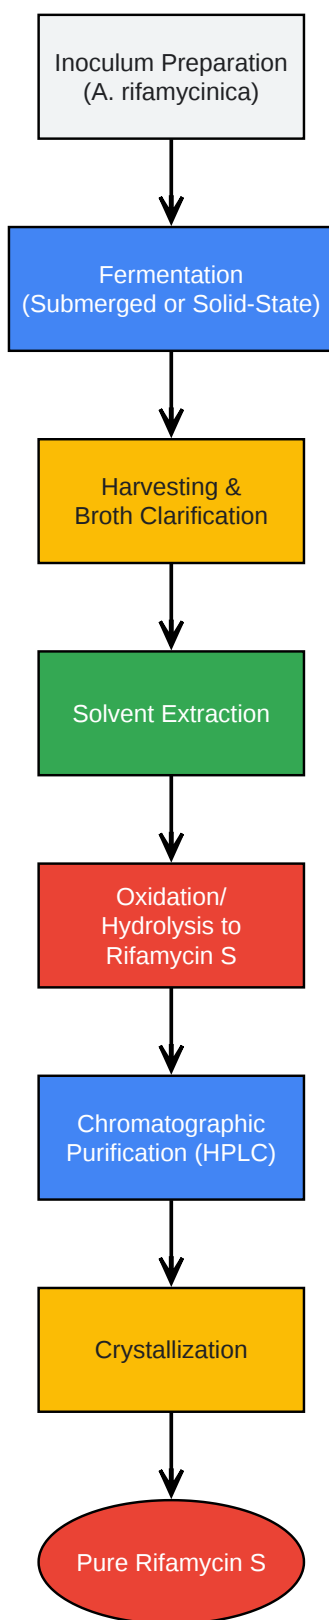 Inoculum Preparation
(A. rifamycinica)
Fermentation
(Submerged or Solid-State)
Harvesting &
Broth Clarification
Solvent Extraction
Oxidation/
Hydrolysis to
Rifamycin S
Chromatographic
Purification (HPLC)
Crystallization
Pure Rifamycin S